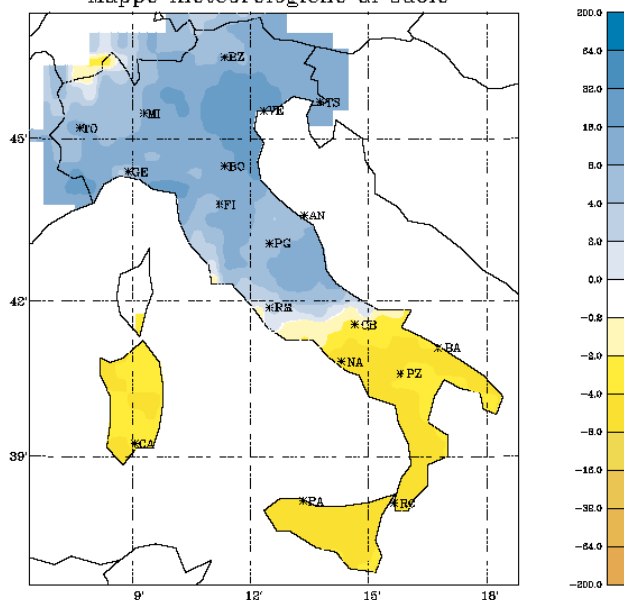 200.0
64.0
32.0
16.0
8.0
4.0
2.0
0.0
-0.8
-2.0
-4.0
-8.0
-16.0
-32.0
-64.0
-200.0
*BZ
*MI
*VE
*TS
*TO
45'
*GE
*BO
*FI
*AN
*PG
42'
*RM
*CB
*BA
*NA
*PZ
39'
*CA
*PA
*RC
9'
12'
15'
18'